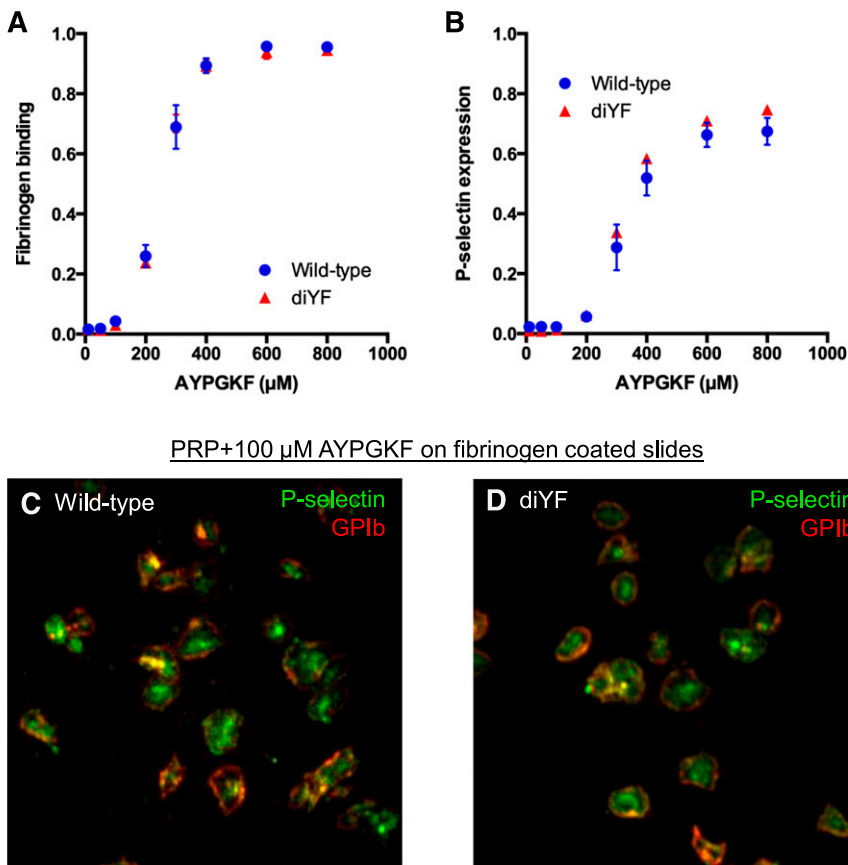 A
B
1.0
0.8
0.6
0.4
0.2
0.0
0 200 400 600 800 1000
Fibrinogen binding
AYPGKF (µM)
Wild-type
diYF
1.0
0.8
0.6
0.4
0.2
0.0
0 200 400 600 800 1000
P-selectin expression
AYPGKF (µM)
Wild-type
diYF
PRP+100 µM AYPGKF on fibrinogen coated slides
C Wild-type P-selectin
GPIb
D diYF P-selectin
GPIb